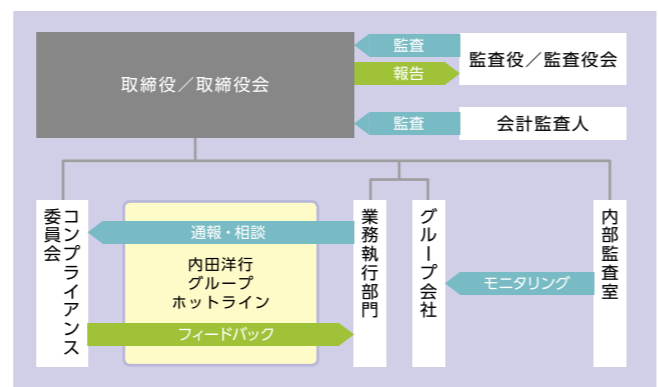 取締役／取締役会
監査
報告
監査役／監査役会
監査
会計監査人
コンプライアンス
委員会
通報・相談
内田洋行
グループ
ホットライン
フィードバック
業務執行部門
グループ会社
モニタリング
内部監査室